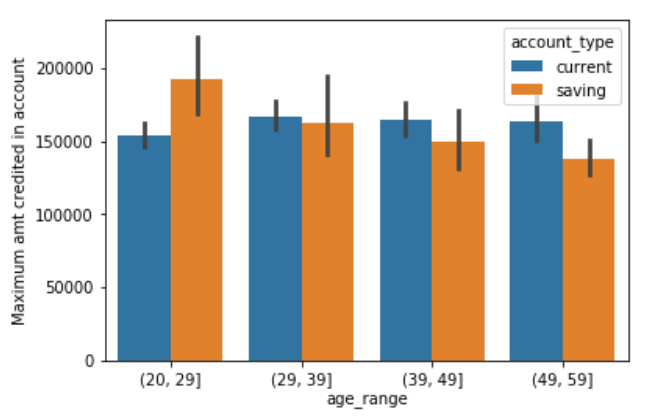 Maximum amt credited in account
200000
150000
100000
50000
0
account_type
current
saving
(20, 29]
(29, 39]
(39, 49]
(49, 59]
age_range